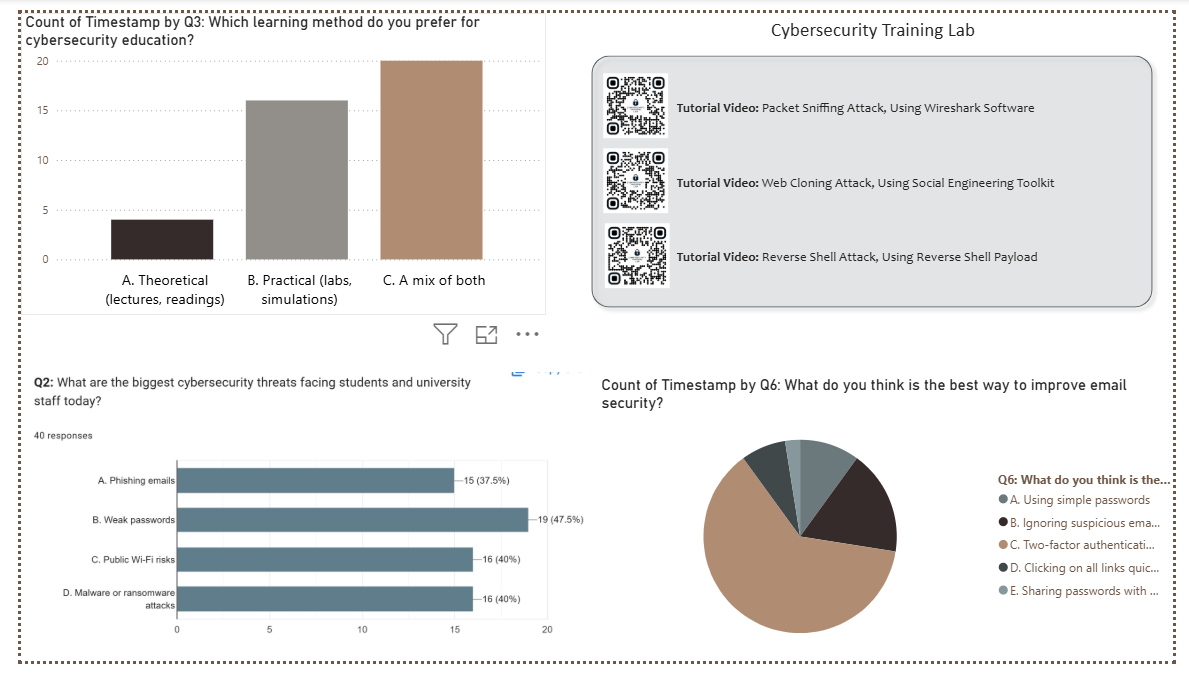 Count of Timestamp by Q3: Which learning method do you prefer for
cybersecurity education?
20
15
10
5
0
A. Theoretical
(lectures, readings)
B. Practical (labs,
simulations)
C. A mix of both
Cybersecurity Training Lab
Tutorial Video: Packet Sniffing Attack, Using Wireshark Software
Tutorial Video: Web Cloning Attack, Using Social Engineering Toolkit
Tutorial Video: Reverse Shell Attack, Using Reverse Shell Payload
Q2: What are the biggest cybersecurity threats facing students and university
staff today?
40 responses
A. Phishing emails
15 (37.5%)
B. Weak passwords
19 (47.5%)
C. Public Wi-Fi risks
16 (40%)
D. Malware or ransomware
attacks
16 (40%)
0
5
10
15
20
Count of Timestamp by Q6: What do you think is the best way to improve email
security?
Q6: What do you think is the...
A. Using simple passwords
B. Ignoring suspicious ema...
C. Two-factor authenticati...
D. Clicking on all links quic...
E. Sharing passwords with ...